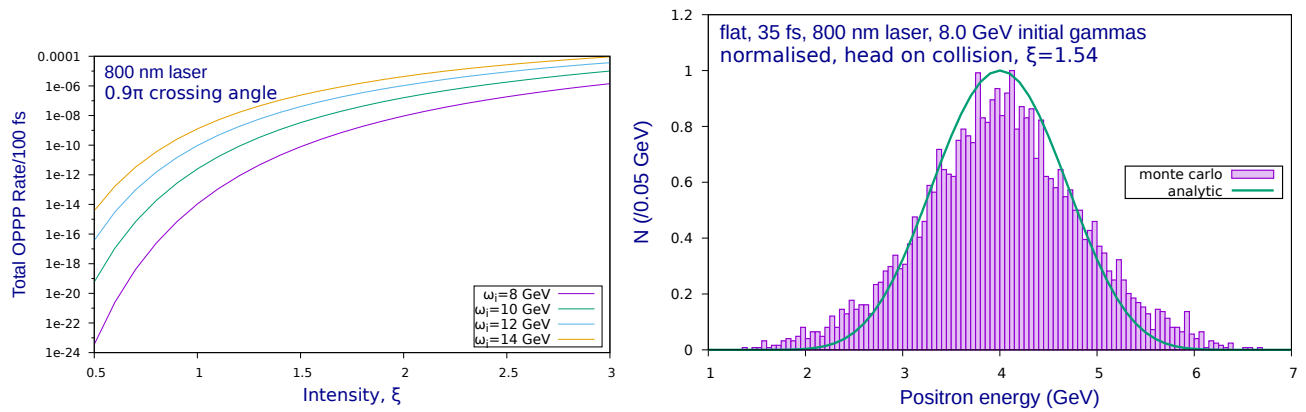 800 nm laser
0.9π crossing angle
Total OPPP Rate/100 fs
0.0001
1e-06
1e-08
1e-10
1e-12
1e-14
1e-16
1e-18
1e-20
1e-22
1e-24
ωi=8 GeV
ωi=10 GeV
ωi=12 GeV
ωi=14 GeV
0.5 1 1.5 2 2.5 3
Intensity, ξ
flat, 35 fs, 800 nm laser, 8.0 GeV initial gammas
normalised, head on collision, ξ=1.54
N (/0.05 GeV)
1.2
1
0.8
0.6
0.4
0.2
0
monte carlo
analytic
1 2 3 4 5 6 7
Positron energy (GeV)